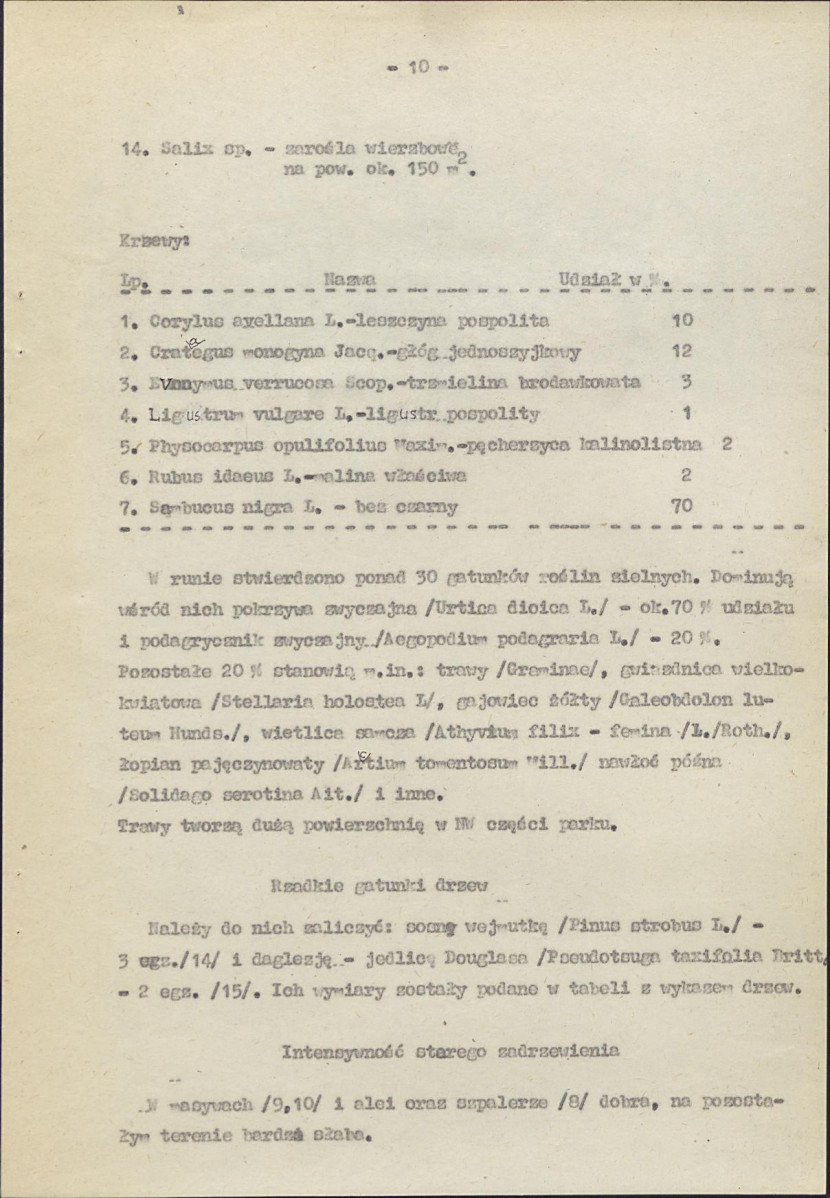 - 10 -
14. Salix sp. - zarośla wierzbowe
na pow. ok. 150 m2.
Krzewy:
Lp. Nazwa Udział w %.
1. Corylus avellana L.-leszczyna pospolita 10
2. Crategus monogyna Jacq.-głóg jednoszyjkowy 12
3. Evonymus verrucosa Scop.-trzmielina brodawkowata 3
4. Ligustrum vulgare L.-ligustr pospolity 1
5. Physocarpus opulifolius Maxim.-pęcherzyca kalinolistna 2
6. Rubus idaeus L.-malina właściwa 2
7. Sambucus nigra L. - bez czarny 70
W runie stwierdzono ponad 30 gatunków roślin zielnych. Dominują
wśród nich pokrzywa zwyczajna /Urtica dioica L./ - ok.70 % udziału
i podagrycznik zwyczajny /Aegopodium podagraria L./ - 20 %.
Pozostałe 20 % stanowią m.in.: trawy /Graminae/, gwiazdnica wielko-
kwiatowa /Stellaria holostea L/, gajowiec żółty /Galeobdolon lu-
teum Hunds./, wietlica samcza /Athyvium filix - femina /L./Roth./,
łopian pajęczynowaty /Arctium tomentosum Mill./ nawłoć późna
/Solidago serotina Ait./ i inne.
Trawy tworzą dużą powierzchnię w NW części parku.
Rzadkie gatunki drzew
Należy do nich zaliczyć: sosnę wejmutkę /Pinus strobus L./ -
3 egz./14/ i daglezję - jedlicę Douglasa /Pseudotsuga taxifolia Britt/
- 2 egz. /15/. Ich wymiary zostały podane w tabeli z wykazem drzew.
Intensywność starego zadrzewienia
W masywach /9,10/ i alei oraz szpalerze /8/ dobra, na pozosta-
łym terenie bardzo słaba.